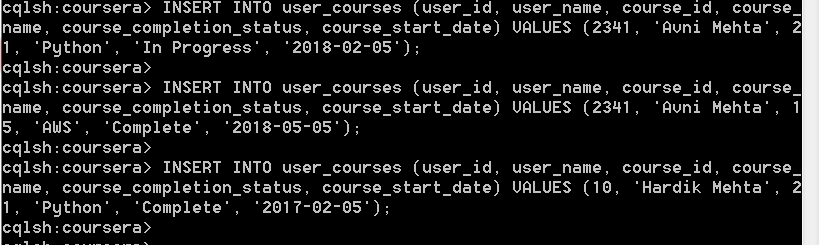 cqlsh:coursera> INSERT INTO user_courses (user_id, user_name, course_id, course_
name, course_completion_status, course_start_date) VALUES (2341, 'Avni Mehta', 2
1, 'Python', 'In Progress', '2018-02-05');
cqlsh:coursera>
cqlsh:coursera> INSERT INTO user_courses (user_id, user_name, course_id, course_
name, course_completion_status, course_start_date) VALUES (2341, 'Avni Mehta', 1
5, 'AWS', 'Complete', '2018-05-05');
cqlsh:coursera>
cqlsh:coursera> INSERT INTO user_courses (user_id, user_name, course_id, course_
name, course_completion_status, course_start_date) VALUES (10, 'Hardik Mehta', 2
1, 'Python', 'Complete', '2017-02-05');
cqlsh:coursera>